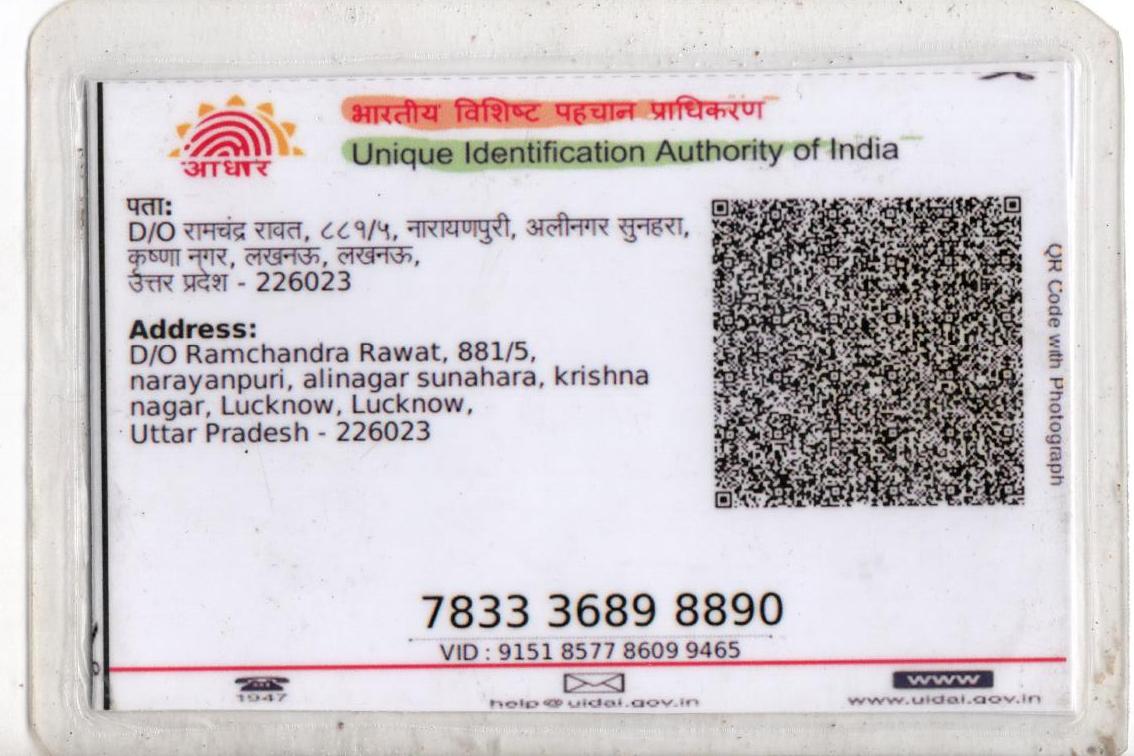 आधार
भारतीय विशिष्ट पहचान प्राधिकरण
Unique Identification Authority of India
पता:
D/O रामचंद्र रावत, ८८१/५, नारायणपुरी, अलीनगर सुनहरा,
कृष्णा नगर, लखनऊ, लखनऊ,
उत्तर प्रदेश - 226023
Address:
D/O Ramchandra Rawat, 881/5,
narayanpuri, alinagar sunahara, krishna
nagar, Lucknow, Lucknow,
Uttar Pradesh - 226023
QR Code with Photograph
7833 3689 8890
VID : 9151 8577 8609 9465
1947
help@uidai.gov.in
www
www.uidai.gov.in